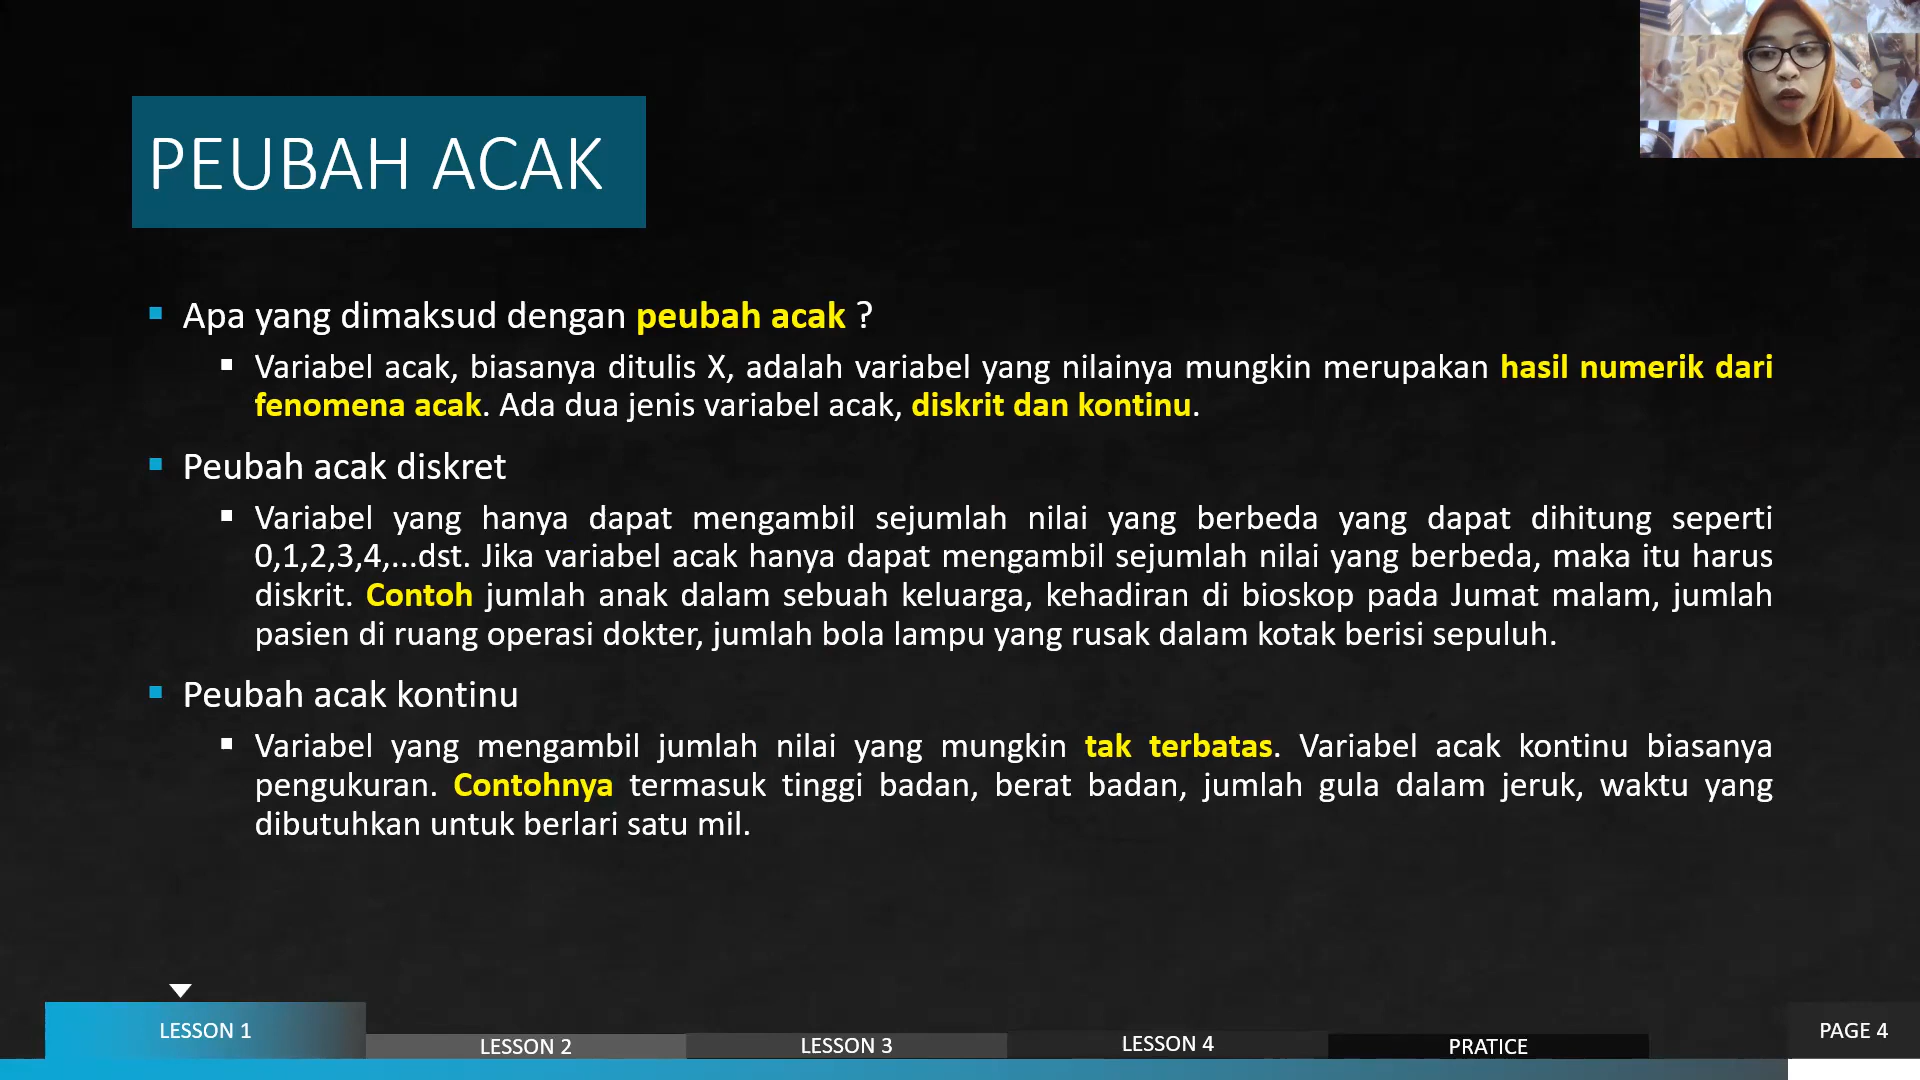 PEUBAH ACAK
Apa yang dimaksud dengan peubah acak ?
Variabel acak, biasanya ditulis X, adalah variabel yang nilainya mungkin merupakan hasil numerik dari
fenomena acak. Ada dua jenis variabel acak, diskrit dan kontinu.
Peubah acak diskret
Variabel yang hanya dapat mengambil sejumlah nilai yang berbeda yang dapat dihitung seperti
0,1,2,3,4,...dst. Jika variabel acak hanya dapat mengambil sejumlah nilai yang berbeda, maka itu harus
diskrit. Contoh jumlah anak dalam sebuah keluarga, kehadiran di bioskop pada Jumat malam, jumlah
pasien di ruang operasi dokter, jumlah bola lampu yang rusak dalam kotak berisi sepuluh.
Peubah acak kontinu
Variabel yang mengambil jumlah nilai yang mungkin tak terbatas. Variabel acak kontinu biasanya
pengukuran. Contohnya termasuk tinggi badan, berat badan, jumlah gula dalam jeruk, waktu yang
dibutuhkan untuk berlari satu mil.
LESSON 1
LESSON 2
LESSON 3
LESSON 4
PRATICE
PAGE 4